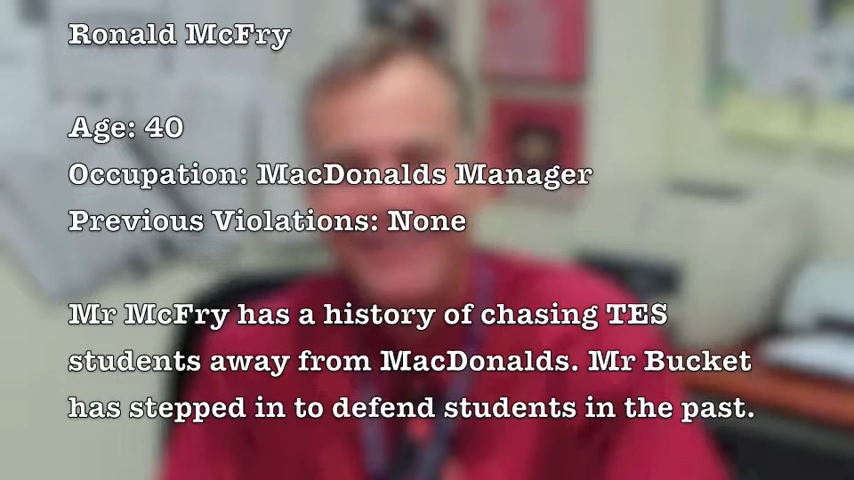 Ronald McFry
Age: 40
Occupation: MacDonalds Manager
Previous Violations: None
Mr McFry has a history of chasing TES
students away from MacDonalds. Mr Bucket
has stepped in to defend students in the past.